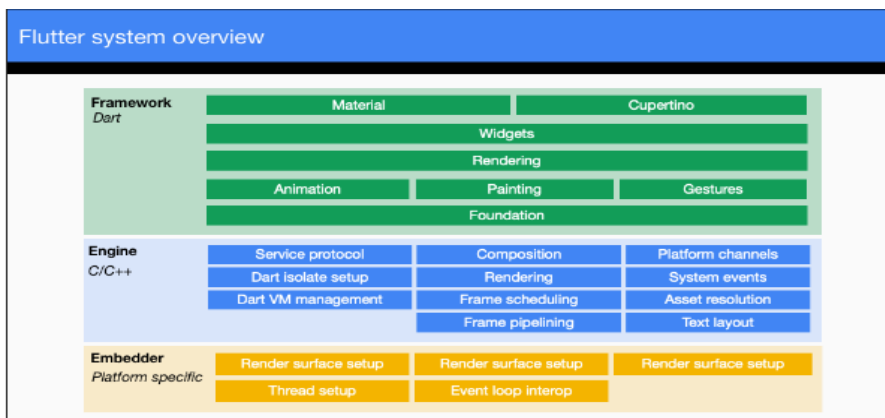 Flutter system overview
Framework
Dart
Material Cupertino
Widgets
Rendering
Animation Painting Gestures
Foundation
Engine
C/C++
Service protocol Composition Platform channels
Dart isolate setup Rendering System events
Dart VM management Frame scheduling Asset resolution
Frame pipelining Text layout
Embedder
Platform specific
Render surface setup Render surface setup Render surface setup
Thread setup Event loop interop